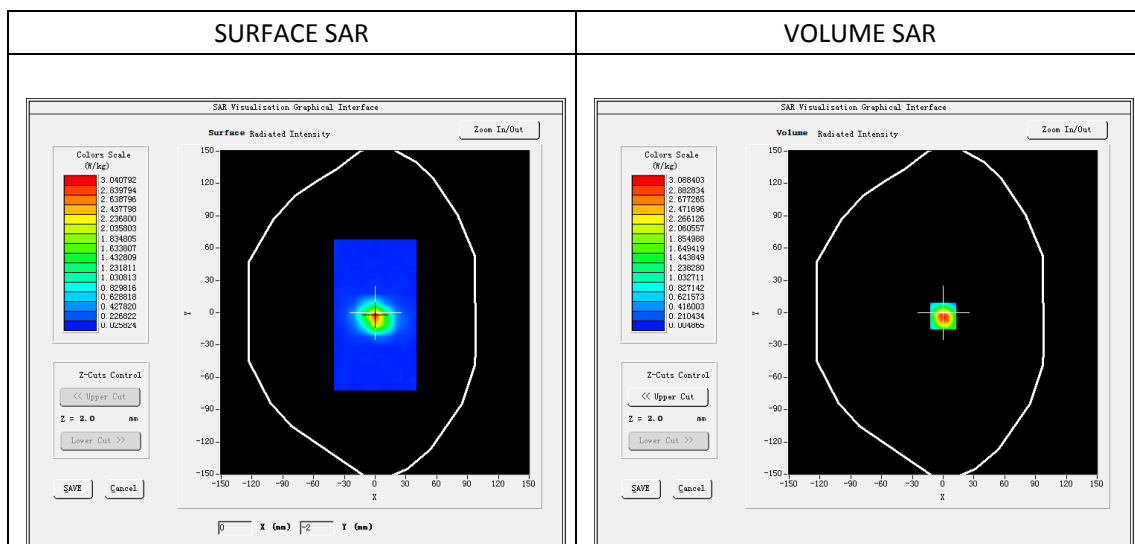 SURFACE SAR
VOLUME SAR
SAR Visualisation Graphical Interface
Surface Radiated Intensity
Zoom In/Out
Colors Scale
(W/kg)
3.040792
2.839794
2.638796
2.437798
2.236800
2.035803
1.834805
1.633807
1.432809
1.231811
1.030813
0.829816
0.628818
0.427820
0.226822
0.025824
Z-Cuts Control
<< Upper Cut
Z = 2.0 mm
Lower Cut >>
SAVE
Cancel
150
120
90
60
30
0
-30
-60
-90
-120
-150
Y
-150 -120 -90 -60 -30 0 30 60 90 120 150
X
0 X (mm) -2 Y (mm)
SAR Visualisation Graphical Interface
Volume Radiated Intensity
Zoom In/Out
Colors Scale
(W/kg)
3.088403
2.882834
2.677265
2.471696
2.266126
2.060557
1.854988
1.649419
1.443849
1.238280
1.032711
0.827142
0.621573
0.416003
0.210434
0.004865
Z-Cuts Control
<< Upper Cut
Z = 2.0 mm
Lower Cut >>
SAVE
Cancel
150
120
90
60
30
0
-30
-60
-90
-120
-150
Y
-150 -120 -90 -60 -30 0 30 60 90 120 150
X